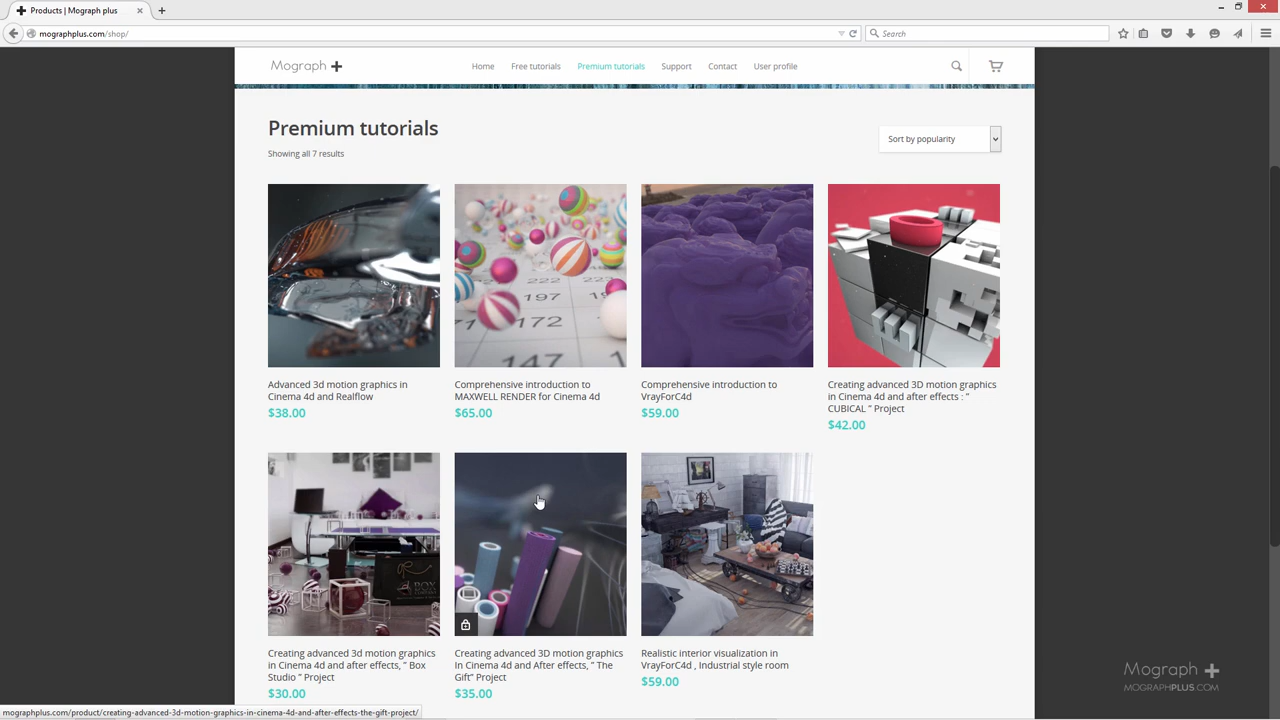 Products | Mograph plus
mographplus.com/shop/
Search
Mograph
Home Free tutorials Premium tutorials Support Contact User profile
Premium tutorials
Showing all 7 results
Sort by popularity
222 222
197
172
147
Advanced 3d motion graphics in
Cinema 4d and Realflow
$38.00
Comprehensive introduction to
MAXWELL RENDER for Cinema 4d
$65.00
Comprehensive introduction to
VrayForC4d
$59.00
Creating advanced 3D motion graphics
in Cinema 4d and after effects : "
CUBICAL " Project
$42.00
BOX
Creating advanced 3d motion graphics
in Cinema 4d and after effects, " Box
Studio " Project
$30.00
Creating advanced 3D motion graphics
In Cinema 4d and After effects, " The
Gift" Project
$35.00
Realistic interior visualization in
VrayForC4d , Industrial style room
$59.00
Mograph
MOGRAPHPLUS.COM
mographplus.com/product/creating-advanced-3d-motion-graphics-in-cinema-4d-and-after-effects-the-gift-project/